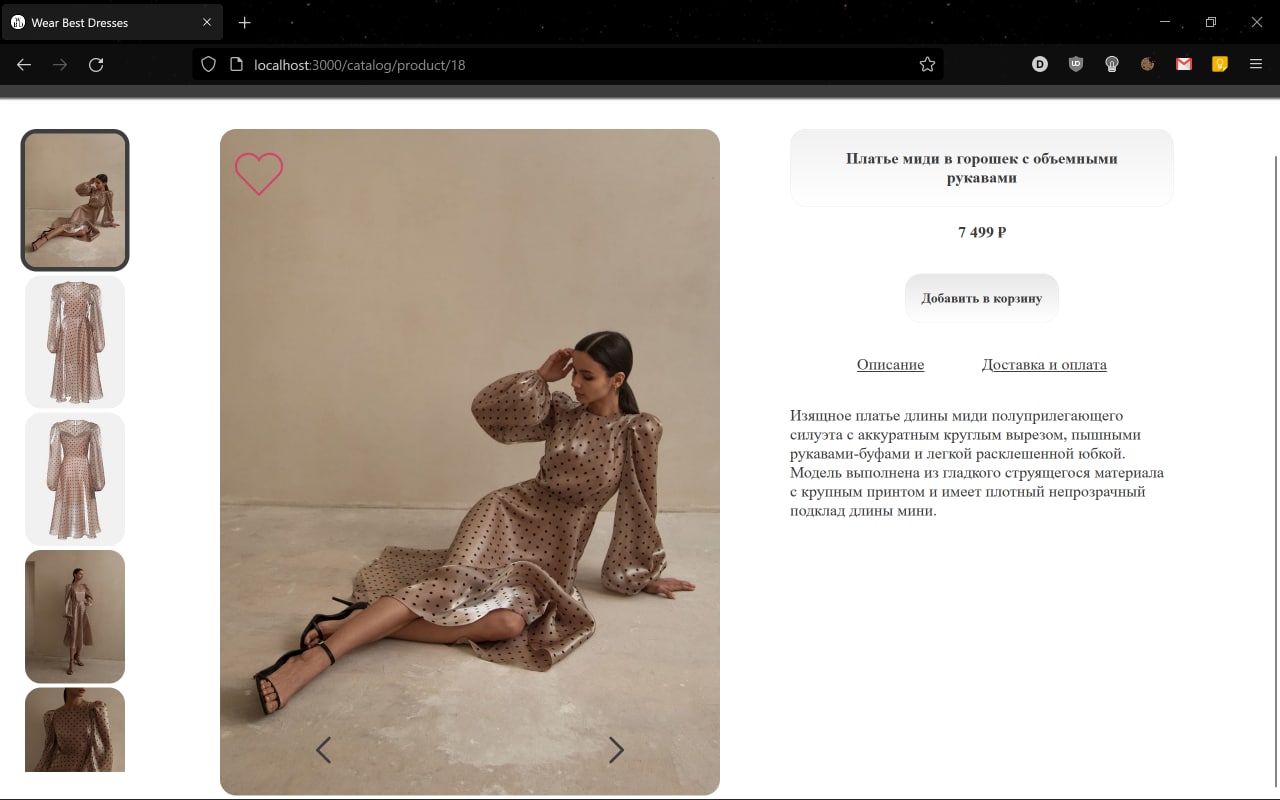 Wear Best Dresses
localhost:3000/catalog/product/18
D
UD
Платье миди в горошек с объемными
рукавами
7 499 ₽
Добавить в корзину
Описание
Доставка и оплата
Изящное платье длины миди полуприлегающего
силуэта с аккуратным круглым вырезом, пышными
рукавами-буфами и легкой расклешенной юбкой.
Модель выполнена из гладкого струящегося материала
с крупным принтом и имеет плотный непрозрачный
подклад длины мини.